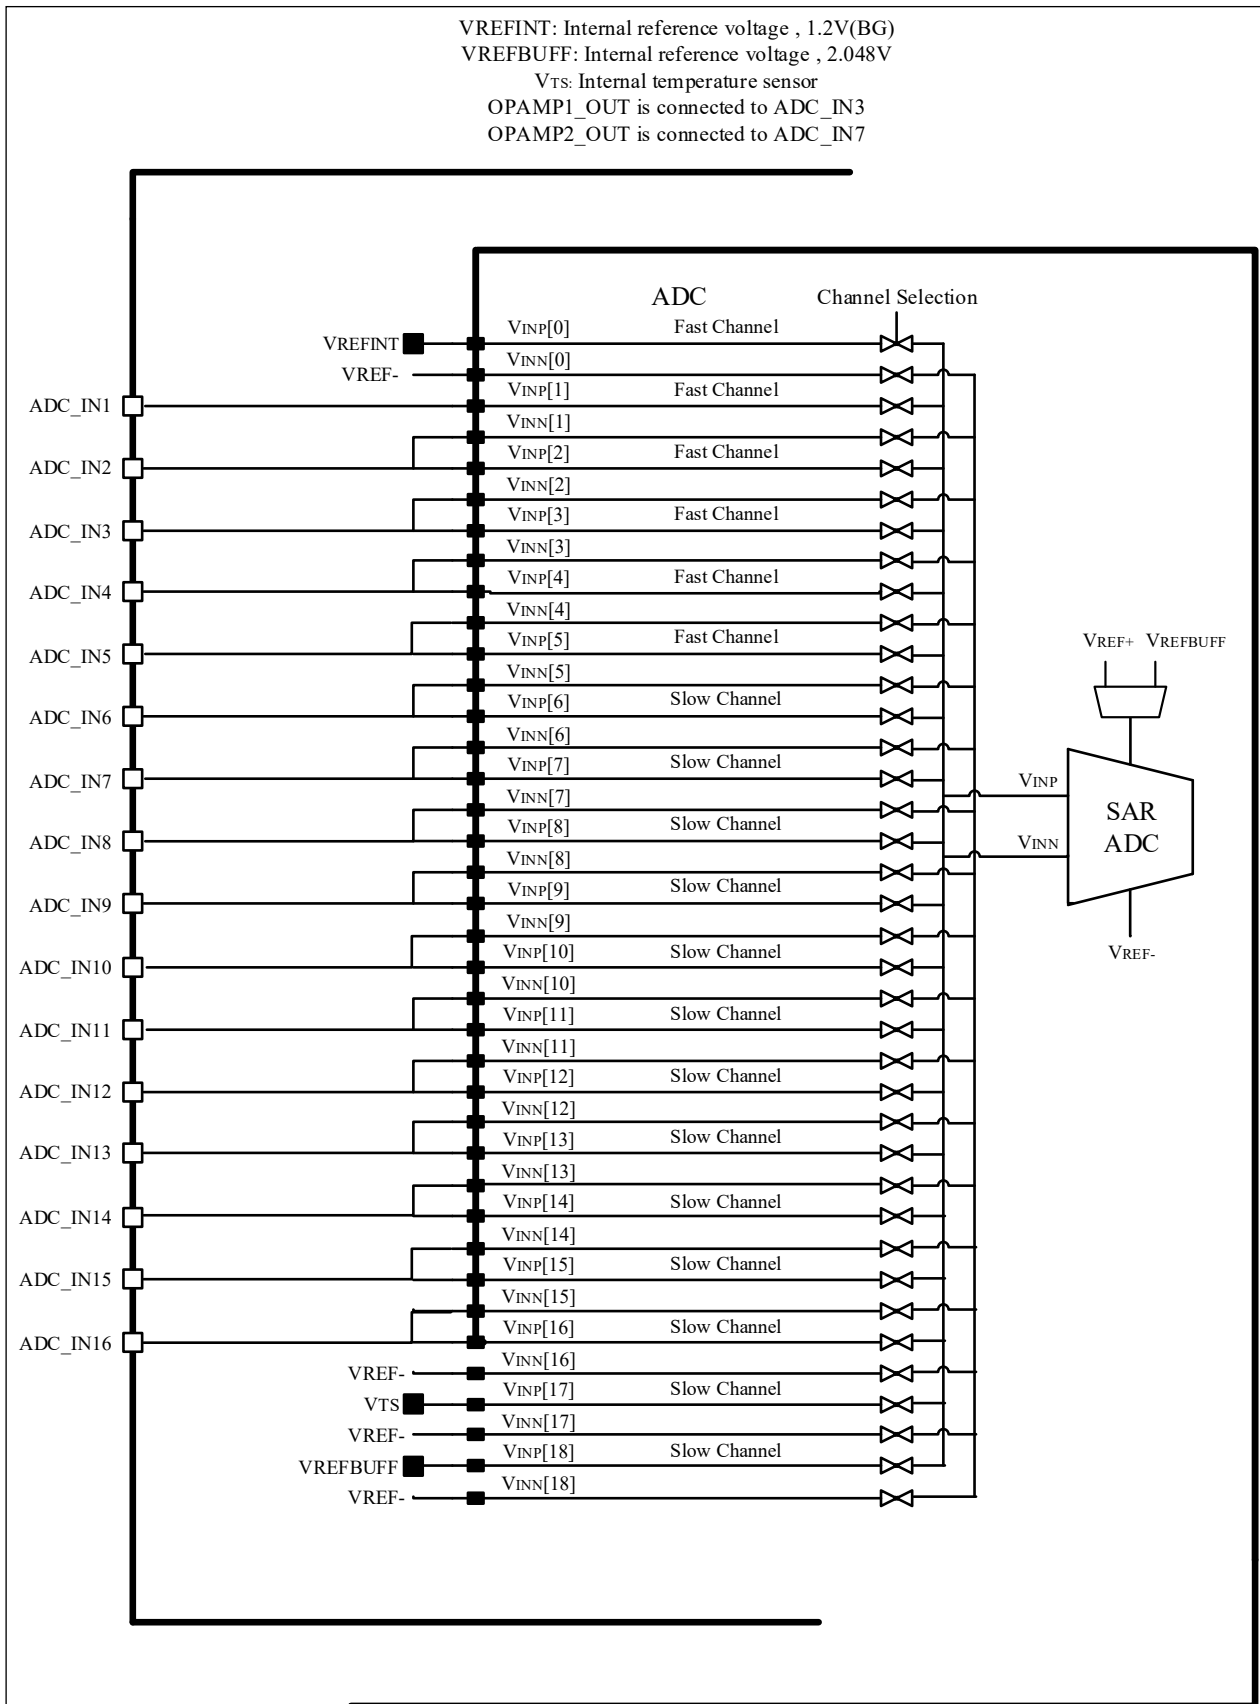 VREFINT: Internal reference voltage , 1.2V(BG)
VREFBUFF: Internal reference voltage , 2.048V
VTS: Internal temperature sensor
OPAMP1_OUT is connected to ADC_IN3
OPAMP2_OUT is connected to ADC_IN7
ADC
Channel Selection
VINP[0] Fast Channel
VREFINT
VINN[0]
VREF-
VINP[1] Fast Channel
ADC_IN1
VINN[1]
VINP[2] Fast Channel
ADC_IN2
VINN[2]
VINP[3] Fast Channel
ADC_IN3
VINN[3]
VINP[4] Fast Channel
ADC_IN4
VINN[4]
VINP[5] Fast Channel
ADC_IN5
VREF+ VREFBUFF
VINN[5]
VINP[6] Slow Channel
ADC_IN6
VINN[6]
VINP[7] Slow Channel
ADC_IN7
VINP
VINN[7]
SAR
ADC
VINP[8] Slow Channel
ADC_IN8
VINN
VINN[8]
VINP[9] Slow Channel
ADC_IN9
VINN[9]
VINP[10] Slow Channel
VREF-
ADC_IN10
VINN[10]
VINP[11] Slow Channel
ADC_IN11
VINN[11]
VINP[12] Slow Channel
ADC_IN12
VINN[12]
VINP[13] Slow Channel
ADC_IN13
VINN[13]
VINP[14] Slow Channel
ADC_IN14
VINN[14]
VINP[15] Slow Channel
ADC_IN15
VINN[15]
VINP[16] Slow Channel
ADC_IN16
VINN[16]
VREF-
VINP[17] Slow Channel
VTS
VINN[17]
VREF-
VINP[18] Slow Channel
VREFBUFF
VINN[18]
VREF-